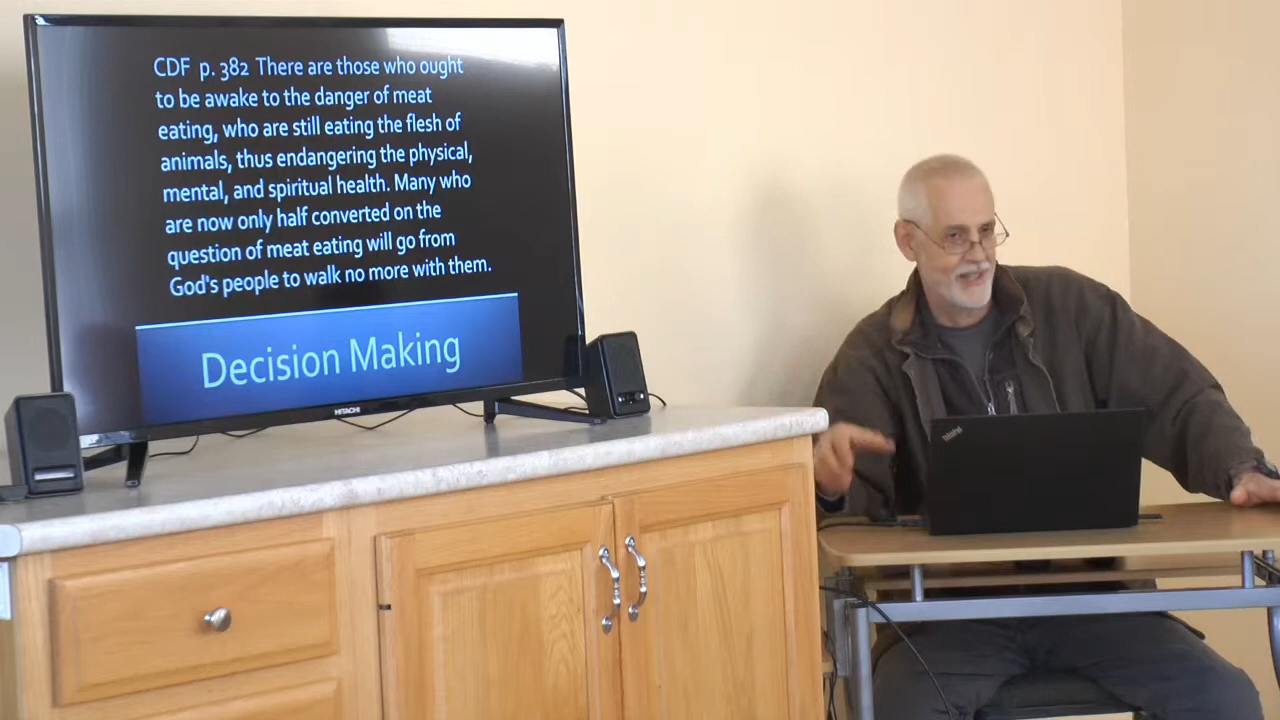 CDF p. 382 There are those who ought
to be awake to the danger of meat
eating, who are still eating the flesh of
animals, thus endangering the physical,
mental, and spiritual health. Many who
are now only half converted on the
question of meat eating will go from
God's people to walk no more with them.
Decision Making
HITACHI
ThinkPad